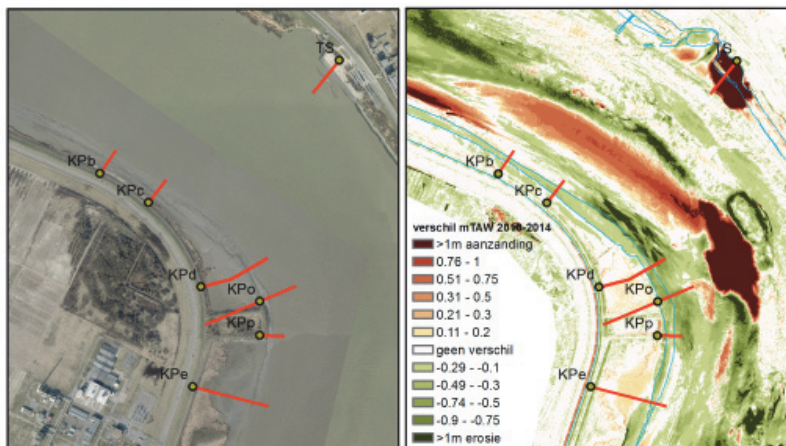 TS
KPb
KPc
KPd
KPo
KPp
KPe
TS
KPb
KPc
verschil mTAW 2010-2014
>1m aanzanding
0.76 - 1
0.51 - 0.75
0.31 - 0.5
0.21 - 0.3
0.11 - 0.2
geen verschil
-0.29 - -0.1
-0.49 - -0.3
-0.74 - -0.5
-0.9 - -0.75
>1m erosie
KPd
KPo
KPp
KPe